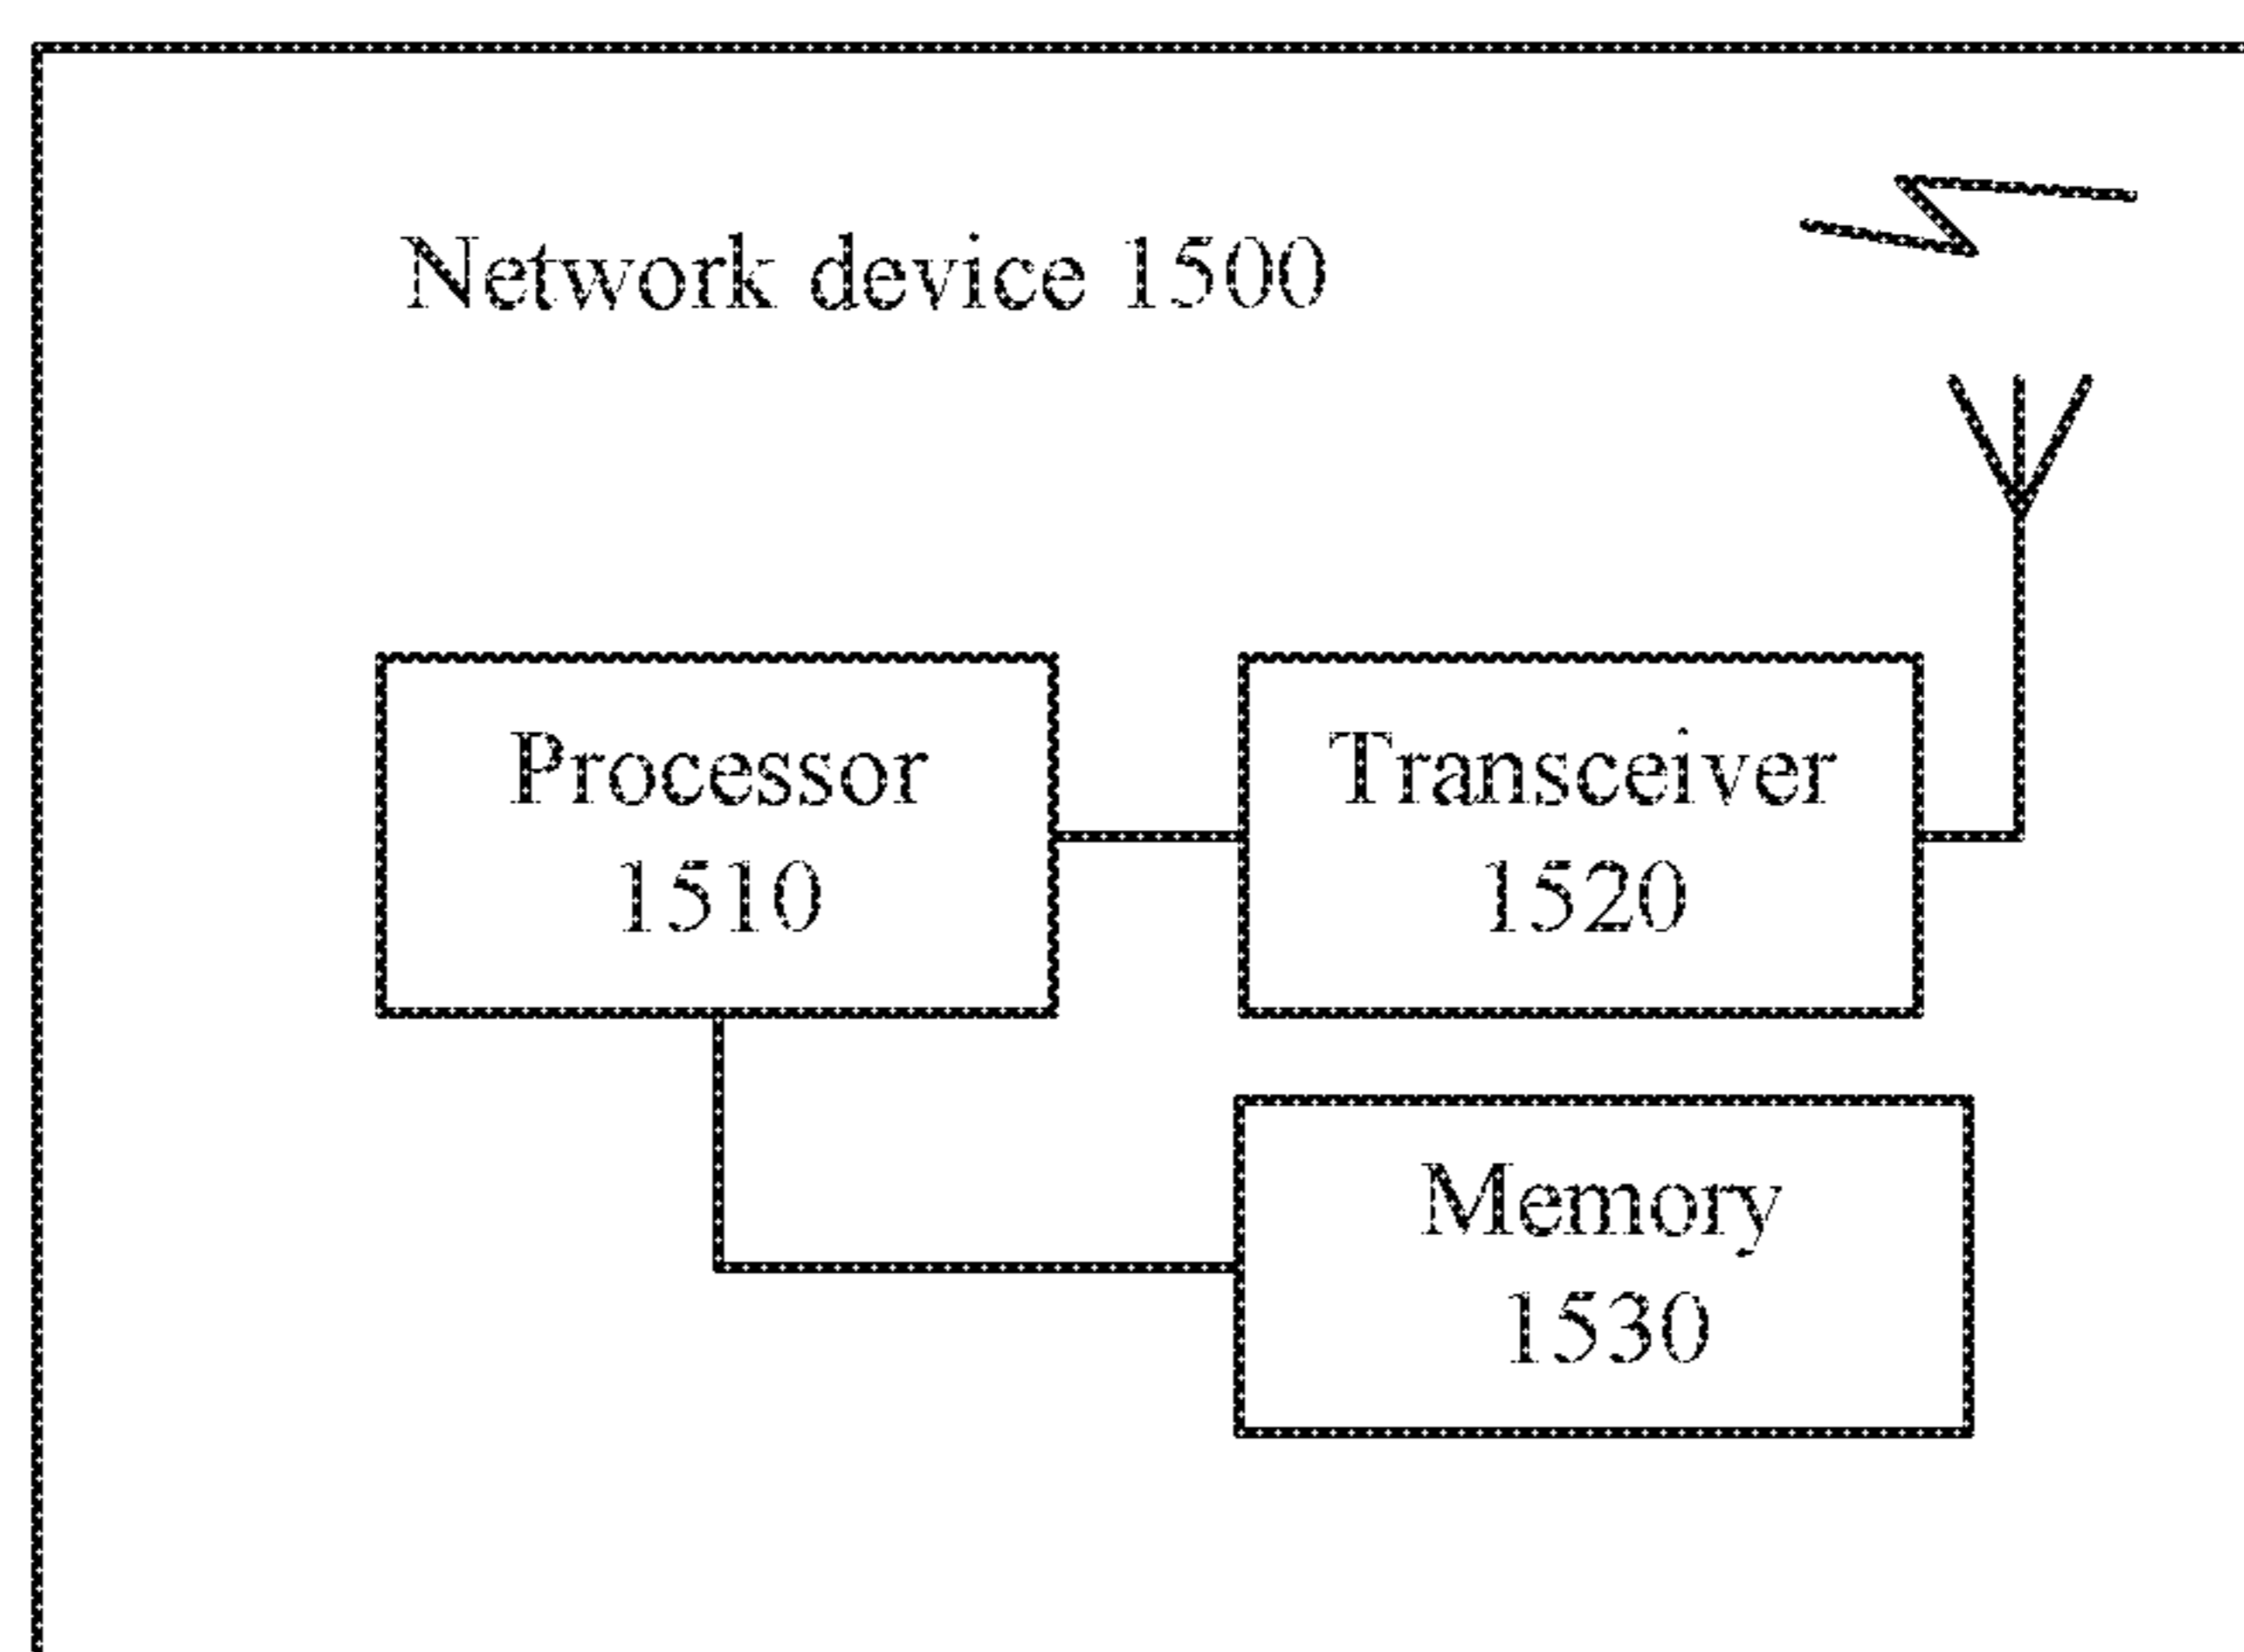 Network device 1500
Processor
1510
Transceiver
1520
Memory
1530